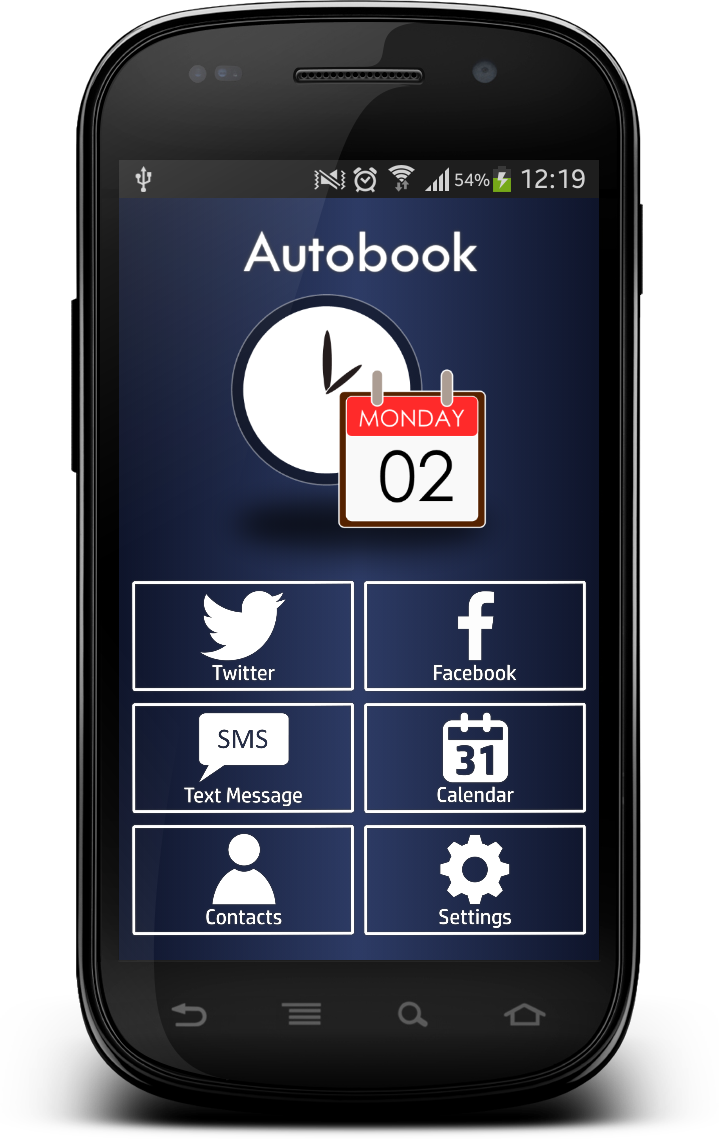 54% 12:19
Autobook
MONDAY
02
Twitter
Facebook
SMS
31
Text Message
Calendar
Contacts
Settings